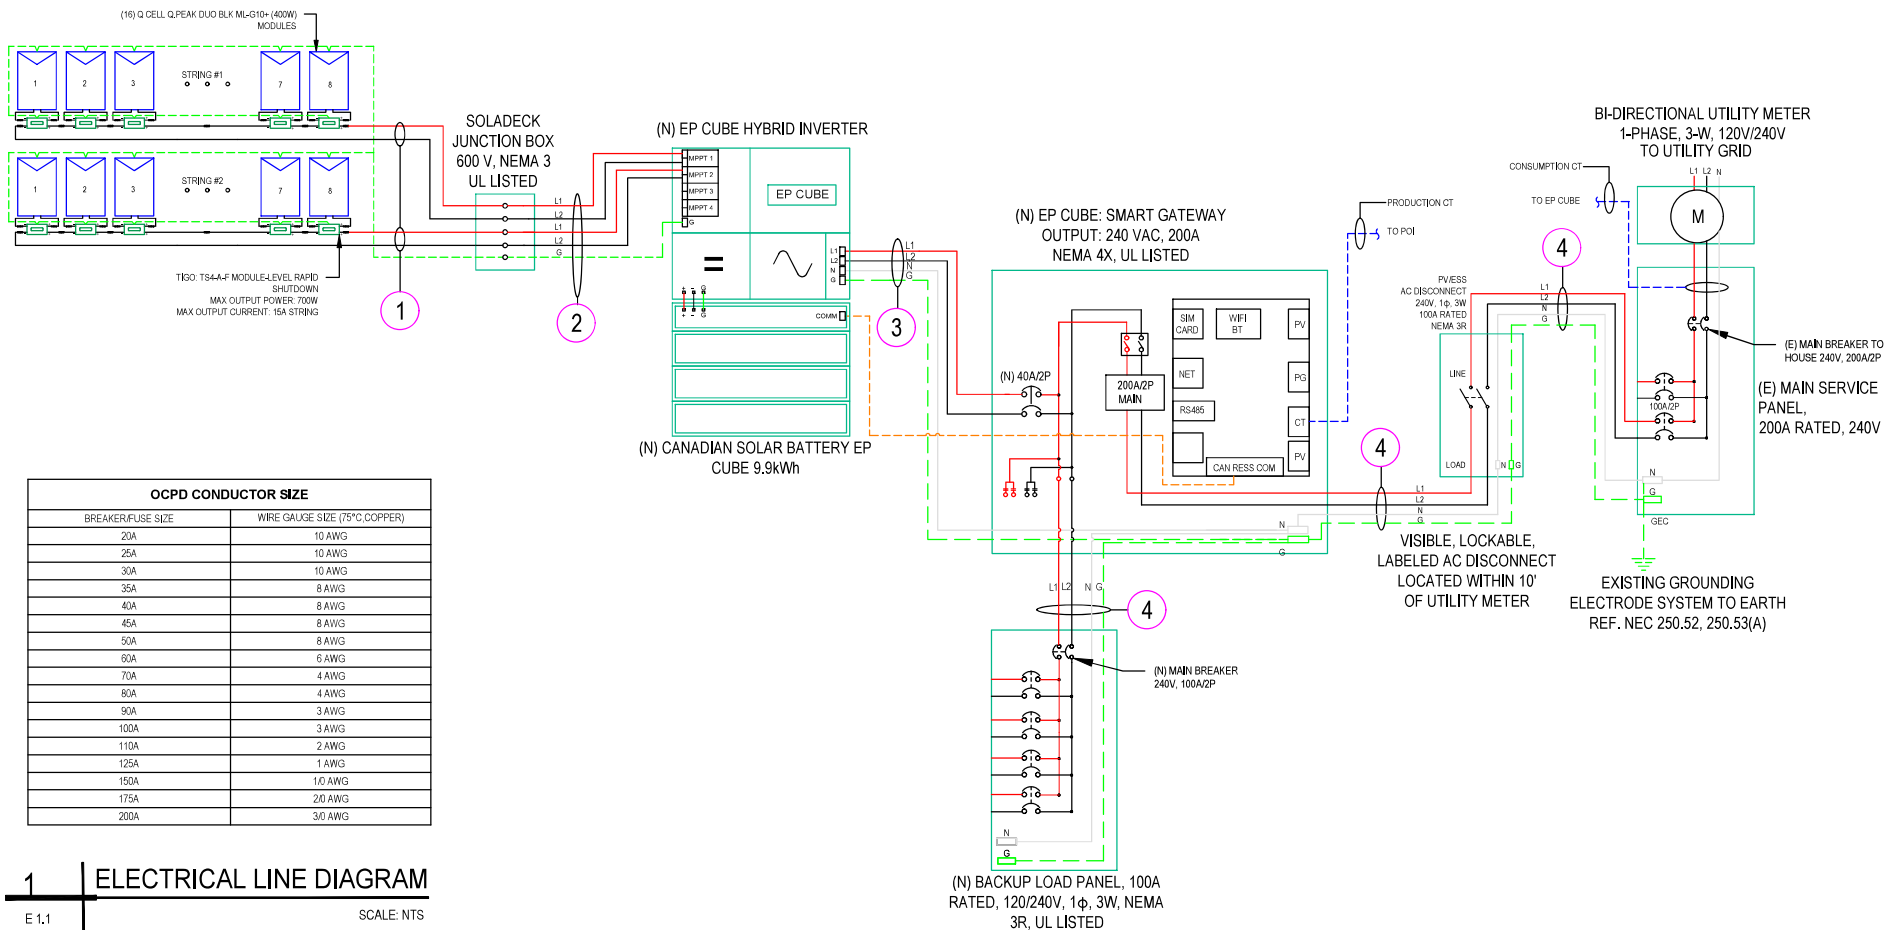 (16) Q CELL Q.PEAK DUO BLK ML-G10+ (400W)
MODULES
1
2
3
STRING #1
7
8
1
2
3
STRING #2
7
8
TIGO: TS4-A-F MODULE-LEVEL RAPID
SHUTDOWN
MAX OUTPUT POWER: 700W
MAX OUTPUT CURRENT: 15A STRING
1
SOLADECK
JUNCTION BOX
600 V, NEMA 3
UL LISTED
L1
L2
L1
L2
G
2
(N) EP CUBE HYBRID INVERTER
MPPT 1
MPPT 2
MPPT 3
MPPT 4
G
EP CUBE
L1
L2
N
G
+ - G
+ - G
COMM
(N) CANADIAN SOLAR BATTERY EP
CUBE 9.9kWh
L1
L2
N
G
3
(N) EP CUBE: SMART GATEWAY
OUTPUT: 240 VAC, 200A
NEMA 4X, UL LISTED
(N) 40A/2P
200A/2P
MAIN
SIM
CARD
WIFI
BT
PV
NET
PG
RS485
CT
PV
CAN RESS COM
N
G
PRODUCTION CT
TO POI
4
L1
L2
N
G
L1 L2 N G
4
(N) MAIN BREAKER
240V, 100A/2P
N
G
(N) BACKUP LOAD PANEL, 100A
RATED, 120/240V, 1ϕ, 3W, NEMA
3R, UL LISTED
PV/ESS
AC DISCONNECT
240V, 1ϕ, 3W
100A RATED
NEMA 3R
LINE
LOAD
N G
VISIBLE, LOCKABLE,
LABELED AC DISCONNECT
LOCATED WITHIN 10'
OF UTILITY METER
4
L1
L2
N
G
BI-DIRECTIONAL UTILITY METER
1-PHASE, 3-W, 120V/240V
TO UTILITY GRID
CONSUMPTION CT
TO EP CUBE
L1 L2 N
M
(E) MAIN BREAKER TO
HOUSE 240V, 200A/2P
100A/2P
(E) MAIN SERVICE
PANEL,
200A RATED, 240V
N
G
GEC
EXISTING GROUNDING
ELECTRODE SYSTEM TO EARTH
REF. NEC 250.52, 250.53(A)
OCPD CONDUCTOR SIZE
BREAKER/FUSE SIZE WIRE GAUGE SIZE (75°C,COPPER)
20A 10 AWG
25A 10 AWG
30A 10 AWG
35A 8 AWG
40A 8 AWG
45A 8 AWG
50A 8 AWG
60A 6 AWG
70A 4 AWG
80A 4 AWG
90A 3 AWG
100A 3 AWG
110A 2 AWG
125A 1 AWG
150A 1/0 AWG
175A 2/0 AWG
200A 3/0 AWG
1
E 1.1
ELECTRICAL LINE DIAGRAM
SCALE: NTS